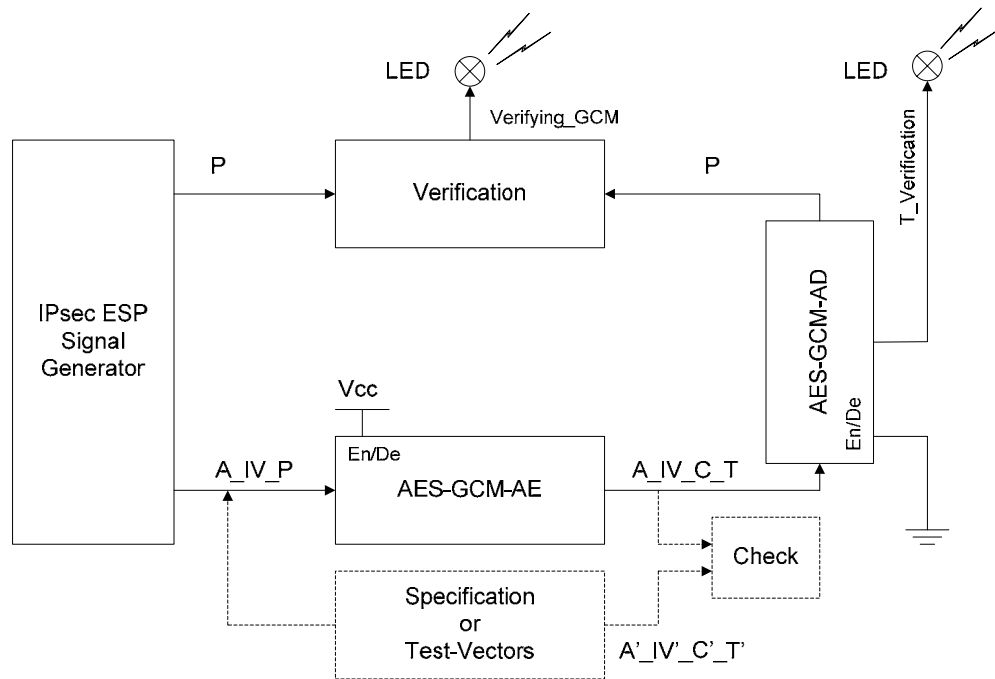 LED
LED
Verifying_GCM
P
Verification
P
T_Verification
IPsec ESP
Signal
Generator
AES-GCM-AD
En/De
Vcc
En/De
A_IV_P
AES-GCM-AE
A_IV_C_T
Check
Specification
or
Test-Vectors
A’_IV’_C’_T’